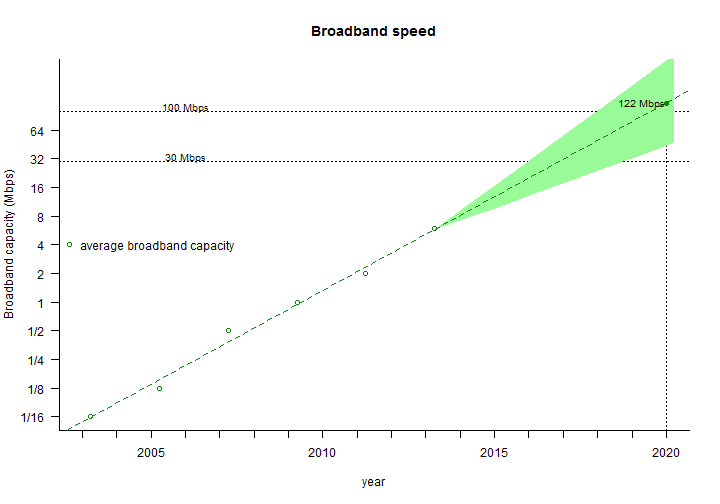 Broadband speed
100 Mbps
122 Mbps
64
30 Mbps
32
16
8
4
average broadband capacity
2
1
1/2
1/4
1/8
1/16
Broadband capacity (Mbps)
2005
2010
2015
2020
year